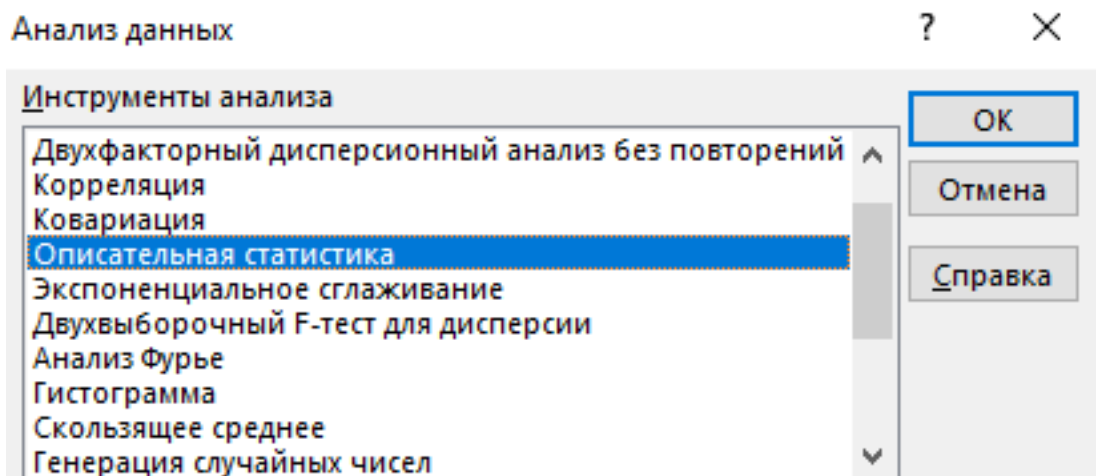 Анализ данных ? ×
Инструменты анализа
OK
Двухфакторный дисперсионный анализ без повторений
Корреляция
Отмена
Ковариация
Описательная статистика
Справка
Экспоненциальное сглаживание
Двухвыборочный F-тест для дисперсии
Анализ Фурье
Гистограмма
Скользящее среднее
Генерация случайных чисел